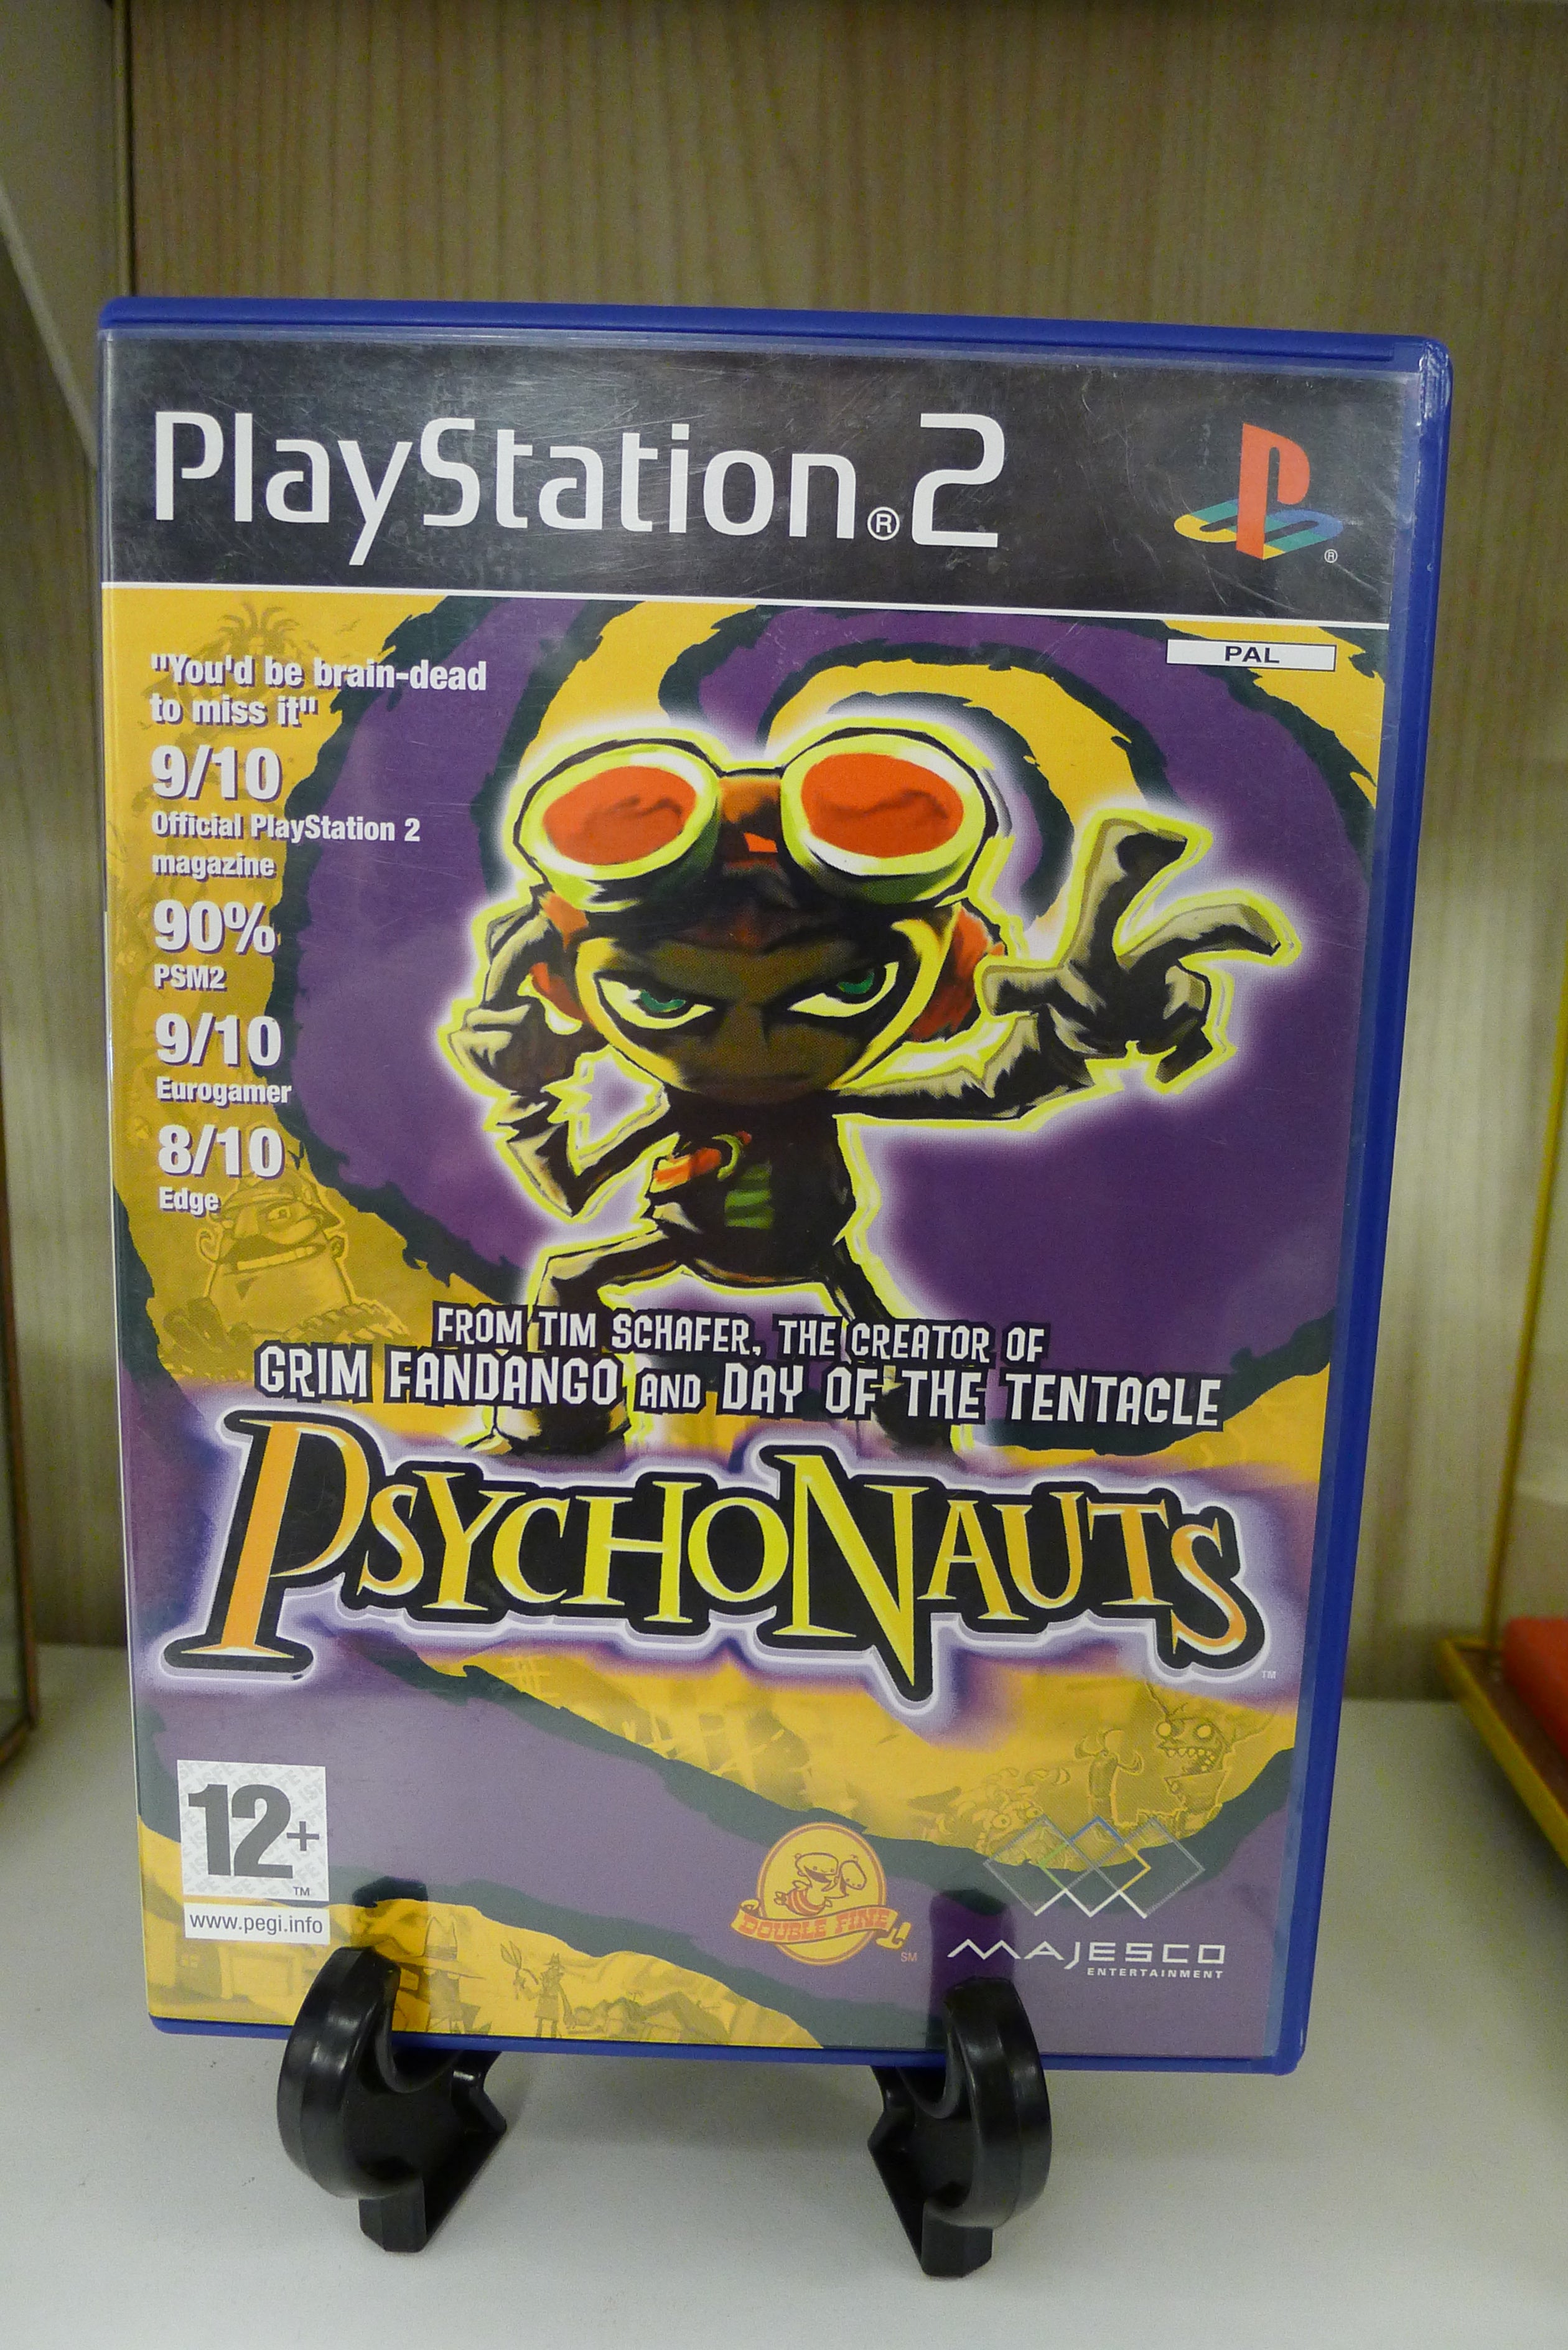 PlayStation®2
®
PAL
"You'd be brain-dead
to miss it"
9/10
Official PlayStation 2
magazine
90%
PSM2
9/10
Eurogamer
8/10
Edge
FROM TIM SCHAFER, THE CREATOR OF
GRIM FANDANGO AND DAY OF THE TENTACLE
PSYCHONAUTS
TM
12+
TM
www.pegi.info
DOUBLE FINE
SM
MAJESCO
ENTERTAINMENT